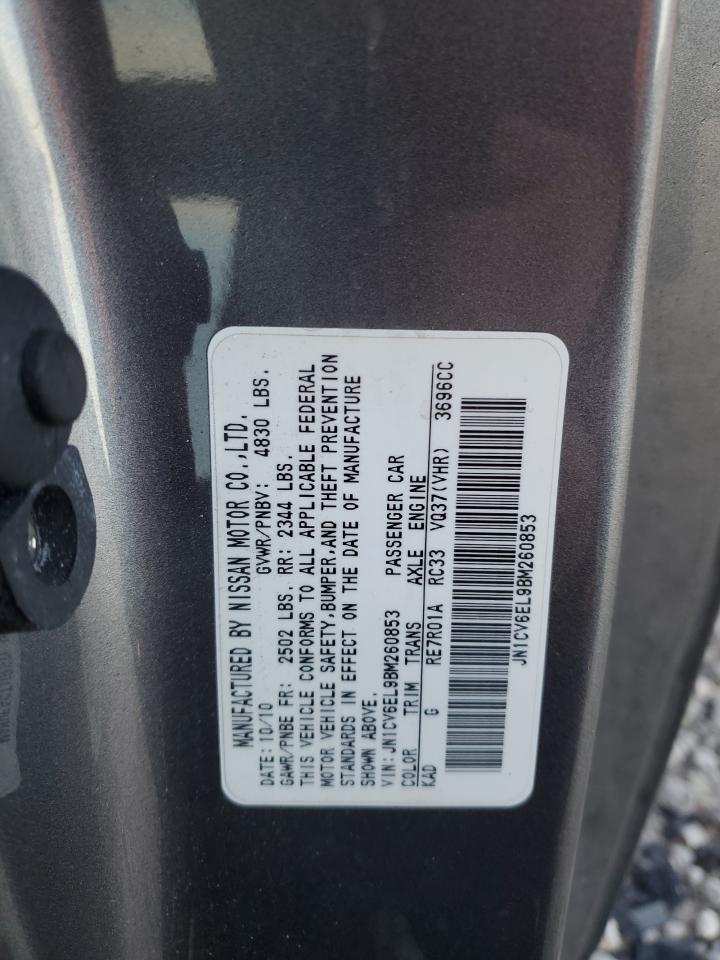 MANUFACTURED BY NISSAN MOTOR CO.,LTD.
DATE:10/10 GVWR/PNBV: 4830 LBS.
GAWR/PNBE FR: 2502 LBS. RR: 2344 LBS.
THIS VEHICLE CONFORMS TO ALL APPLICABLE FEDERAL
MOTOR VEHICLE SAFETY,BUMPER,AND THEFT PREVENTION
STANDARDS IN EFFECT ON THE DATE OF MANUFACTURE
SHOWN ABOVE.
VIN:JN1CV6EL9BM260853 PASSENGER CAR
COLOR TRIM TRANS AXLE ENGINE
KAD G RE7R01A RC33 VQ37(VHR) 3696CC
JN1CV6EL9BM260853